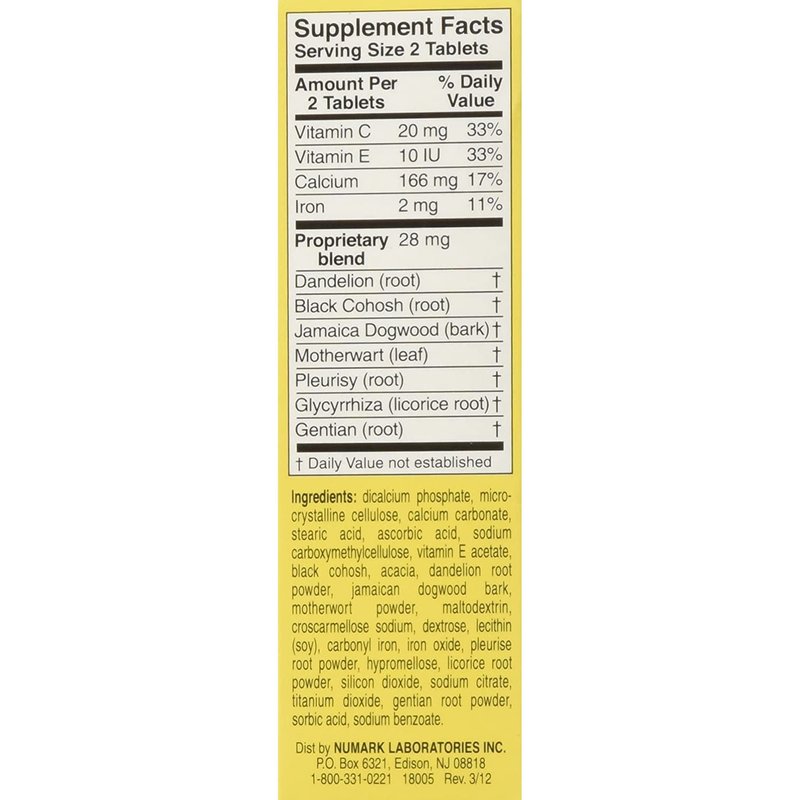 Supplement Facts
Serving Size 2 Tablets
Amount Per % Daily
2 Tablets Value
Vitamin C 20 mg 33%
Vitamin E 10 IU 33%
Calcium 166 mg 17%
Iron 2 mg 11%
Proprietary 28 mg
blend
Dandelion (root) †
Black Cohosh (root) †
Jamaica Dogwood (bark) †
Motherwart (leaf) †
Pleurisy (root) †
Glycyrrhiza (licorice root) †
Gentian (root) †
† Daily Value not established
Ingredients: dicalcium phosphate, micro-
crystalline cellulose, calcium carbonate,
stearic acid, ascorbic acid, sodium
carboxymethylcellulose, vitamin E acetate,
black cohosh, acacia, dandelion root
powder, jamaican dogwood bark,
motherwort powder, maltodextrin,
croscarmellose sodium, dextrose, lecithin
(soy), carbonyl iron, iron oxide, pleurise
root powder, hypromellose, licorice root
powder, silicon dioxide, sodium citrate,
titanium dioxide, gentian root powder,
sorbic acid, sodium benzoate.
Dist by NUMARK LABORATORIES INC.
P.O. Box 6321, Edison, NJ 08818
1-800-331-0221 18005 Rev. 3/12